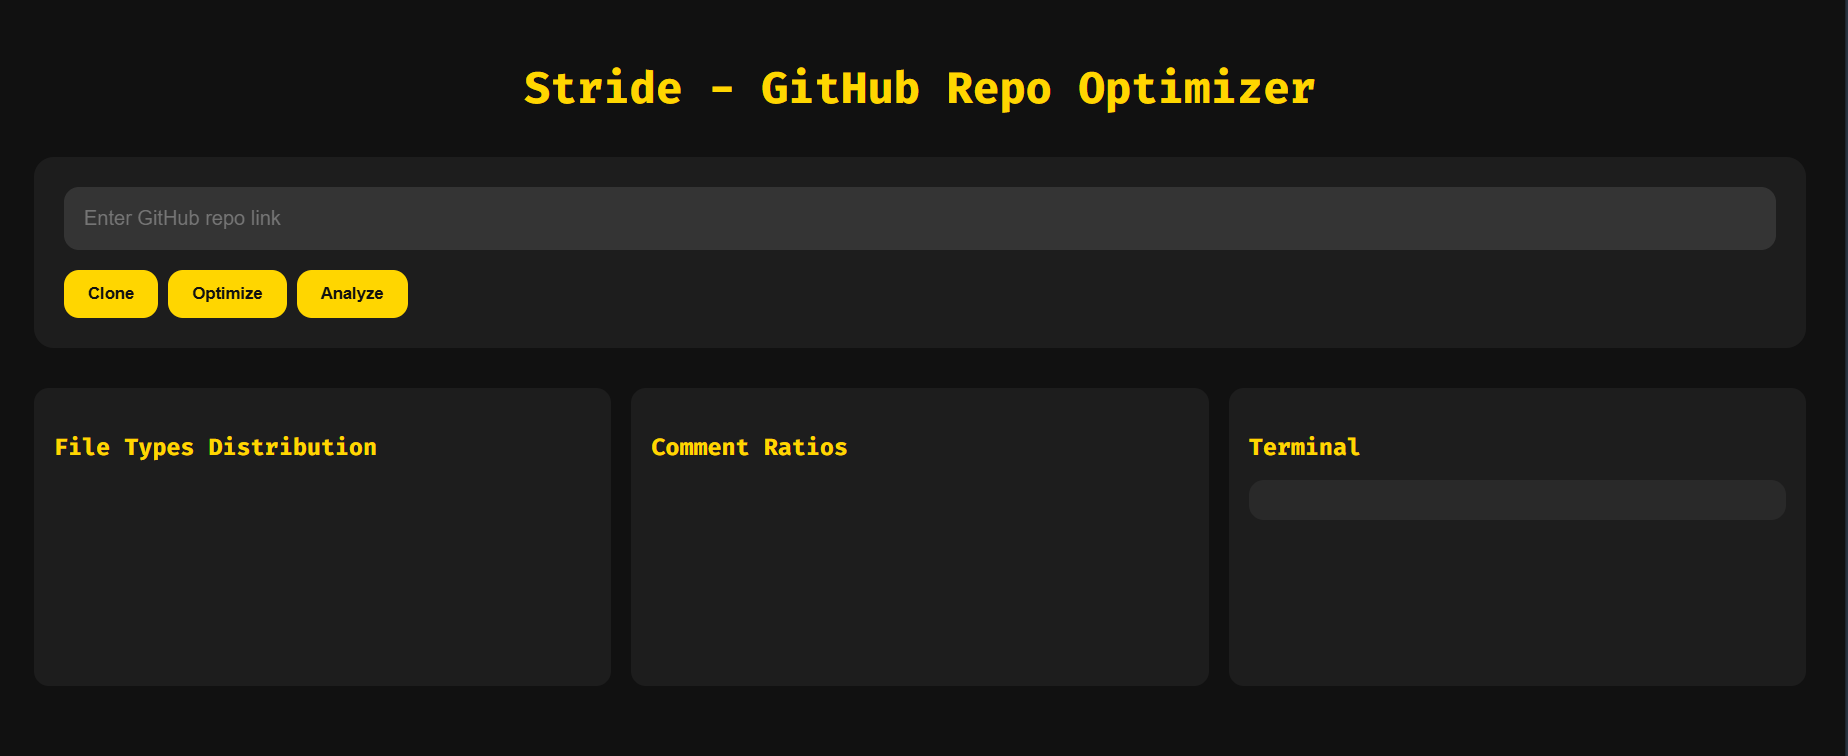 Stride - GitHub Repo Optimizer
Enter GitHub repo link
Clone Optimize Analyze
File Types Distribution
Comment Ratios
Terminal